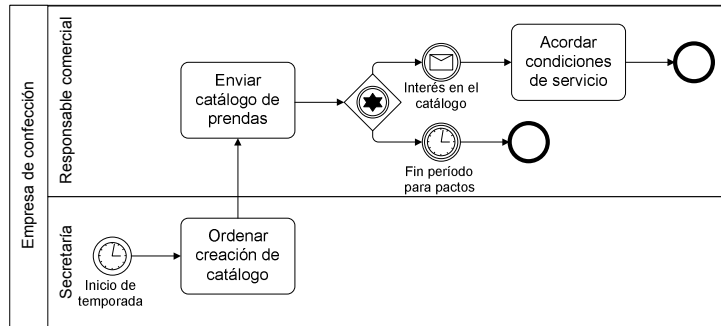 Empresa de confección
Responsable comercial
Enviar
catálogo de
prendas
Interés en el
catálogo
Acordar
condiciones
de servicio
Fin período
para pactos
Secretaría
Inicio de
temporada
Ordenar
creación de
catálogo